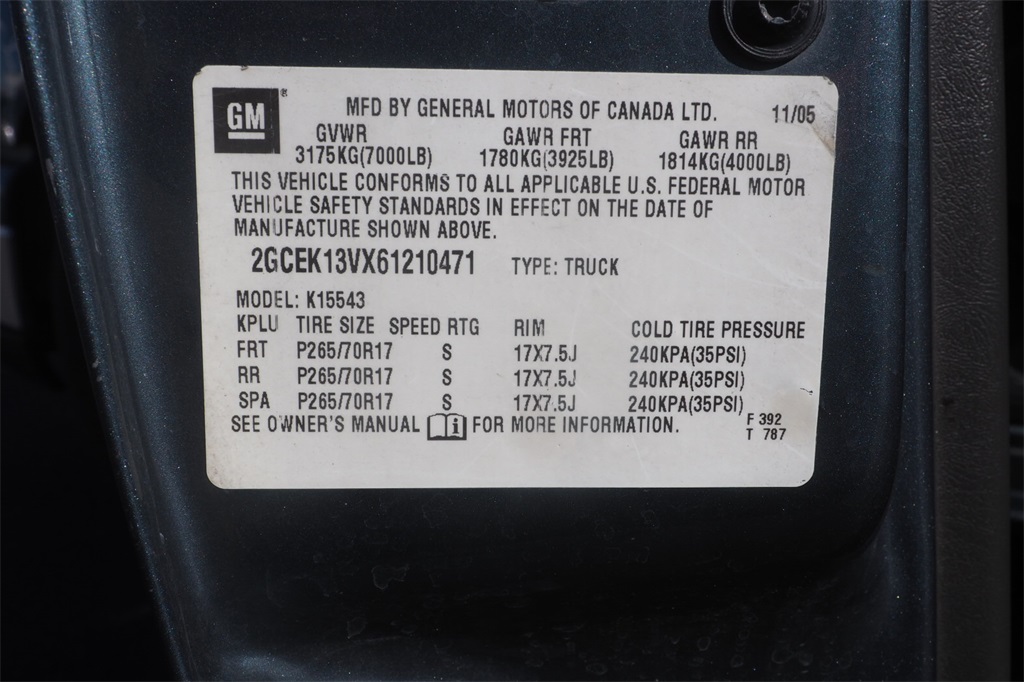 GM® MFD BY GENERAL MOTORS OF CANADA LTD. 11/05
GVWR GAWR FRT GAWR RR
3175KG(7000LB) 1780KG(3925LB) 1814KG(4000LB)
THIS VEHICLE CONFORMS TO ALL APPLICABLE U.S. FEDERAL MOTOR
VEHICLE SAFETY STANDARDS IN EFFECT ON THE DATE OF
MANUFACTURE SHOWN ABOVE.
2GCEK13VX61210471 TYPE: TRUCK
MODEL: K15543
KPLU TIRE SIZE SPEED RTG RIM COLD TIRE PRESSURE
FRT P265/70R17 S 17X7.5J 240KPA(35PSI)
RR P265/70R17 S 17X7.5J 240KPA(35PSI)
SPA P265/70R17 S 17X7.5J 240KPA(35PSI)
SEE OWNER'S MANUAL i FOR MORE INFORMATION. F 392
T 787